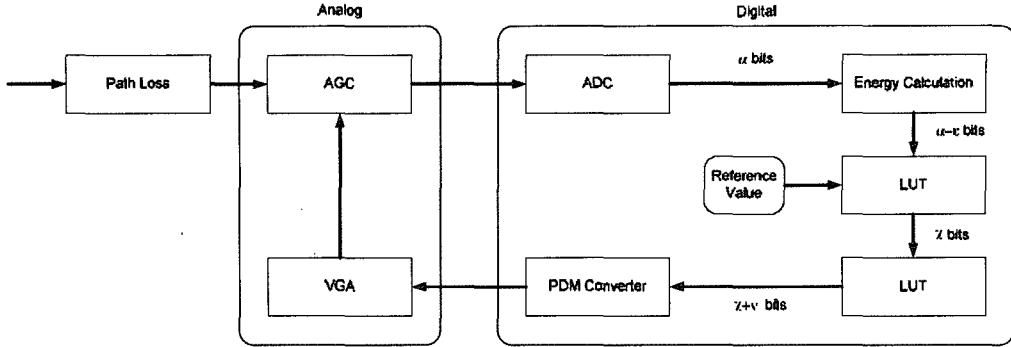 Analog
Digital
Path Loss
AGC
ADC
α bits
Energy Calculation
α−ε bits
Reference
Value
LUT
χ bits
VGA
PDM Converter
χ+ν bits
LUT